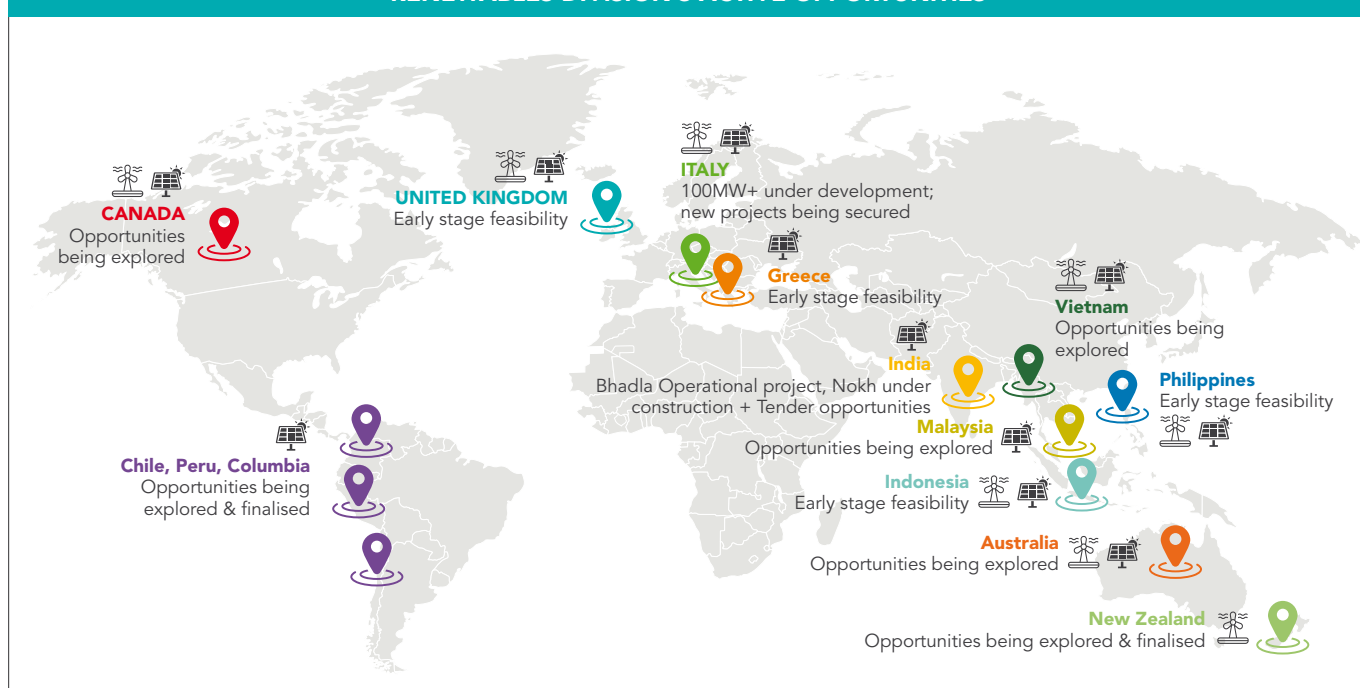 ITALY
100MW+ under development;
new projects being secured
UNITED KINGDOM
Early stage feasibility
CANADA
Opportunities
being explored
Greece
Early stage feasibility
Vietnam
Opportunities being
explored
India
Bhadla Operational project, Nokh under
construction + Tender opportunities
Philippines
Early stage feasibility
Malaysia
Opportunities being explored
Chile, Peru, Columbia
Opportunities being
explored & finalised
Indonesia
Early stage feasibility
Australia
Opportunities being explored
New Zealand
Opportunities being explored & finalised